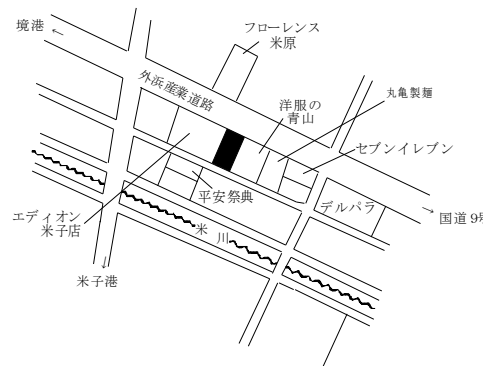 境港
←
フローレンス
米原
外浜産業道路
洋服の
青山
丸亀製麺
セブンイレブン
平安祭典
デルパラ
→
国道9号
エディオン
米子店
米
川
↓
米子港